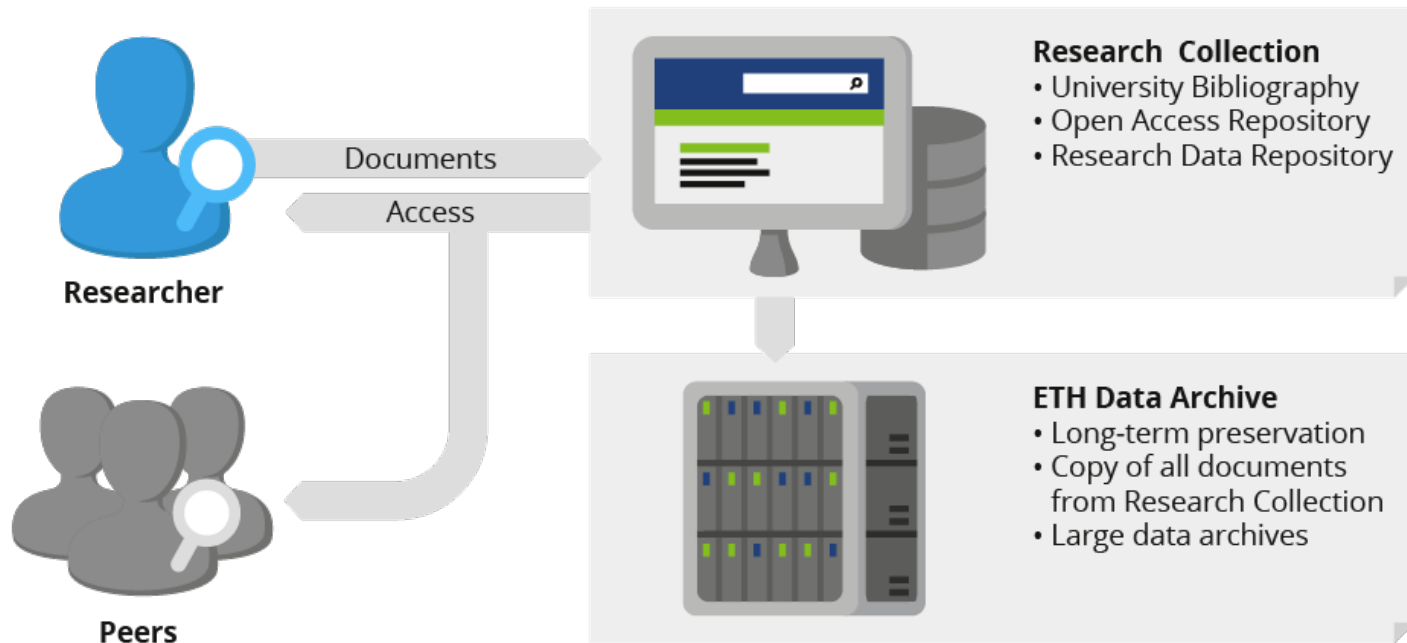 Documents
Access
Researcher
Peers
Research Collection
• University Bibliography
• Open Access Repository
• Research Data Repository
ETH Data Archive
• Long-term preservation
• Copy of all documents
from Research Collection
• Large data archives